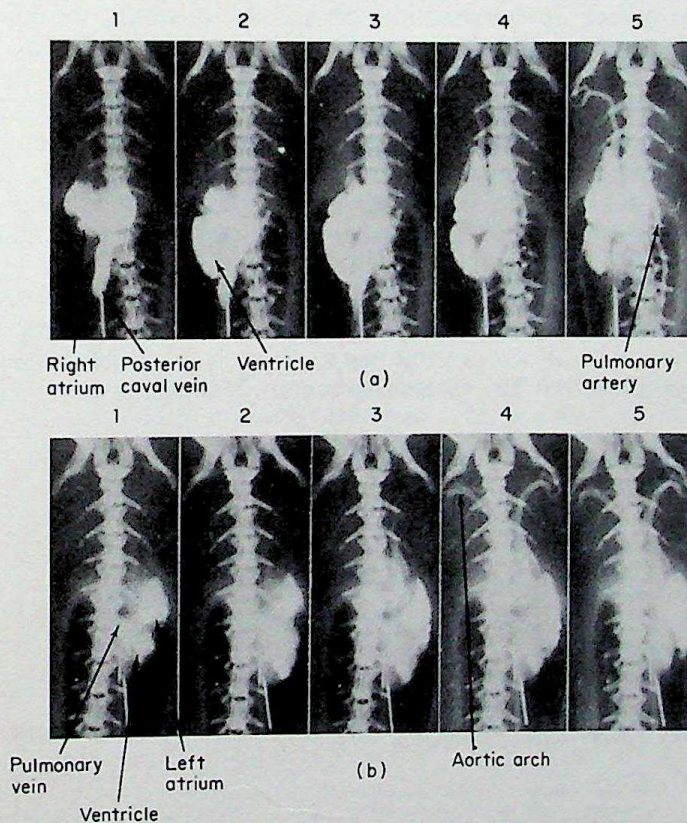 1 2 3 4 5
Right atrium
Posterior caval vein
Ventricle
(a)
Pulmonary artery
1 2 3 4 5
Pulmonary vein
Ventricle
Left atrium
(b)
Aortic arch